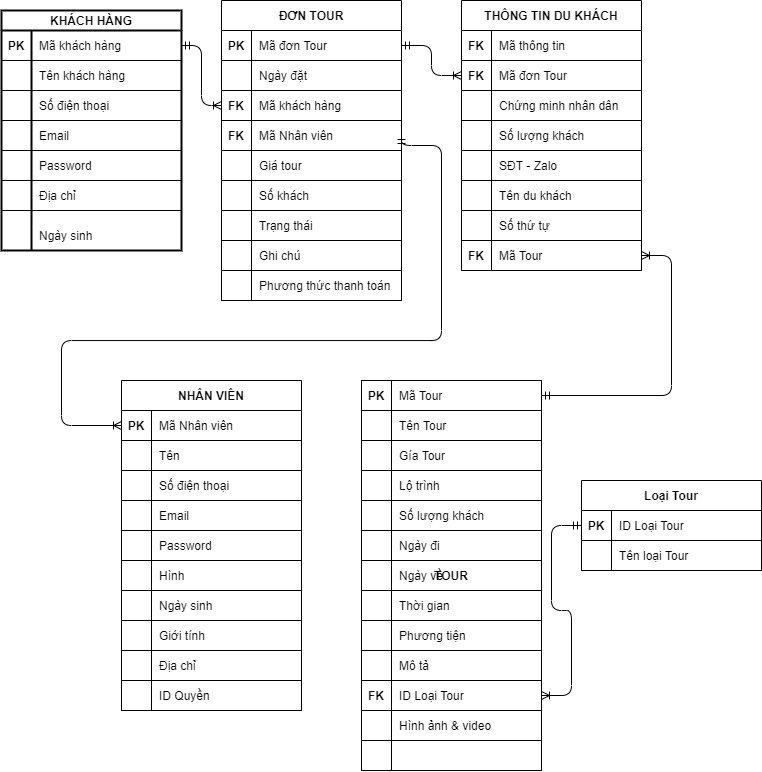 KHÁCH HÀNG
PK Mã khách hàng
Tên khách hàng
Số điện thoại
Email
Password
Địa chỉ
Ngày sinh
ĐƠN TOUR
PK Mã đơn Tour
Ngày đặt
FK Mã khách hàng
FK Mã Nhân viên
Giá tour
Số khách
Trạng thái
Ghi chú
Phương thức thanh toán
THÔNG TIN DU KHÁCH
FK Mã thông tin
FK Mã đơn Tour
Chứng minh nhân dân
Số lượng khách
SĐT - Zalo
Tên du khách
Số thứ tự
FK Mã Tour
NHÂN VIÊN
PK Mã Nhân viên
Tên
Số điện thoại
Email
Password
Hình
Ngày sinh
Giới tính
Địa chỉ
ID Quyền
PK Mã Tour
Tên Tour
Gía Tour
Lộ trình
Số lượng khách
Ngày đi
Ngày về
TOUR
Thời gian
Phương tiện
Mô tả
FK ID Loại Tour
Hình ảnh & video
Loại Tour
PK ID Loại Tour
Tên loại Tour